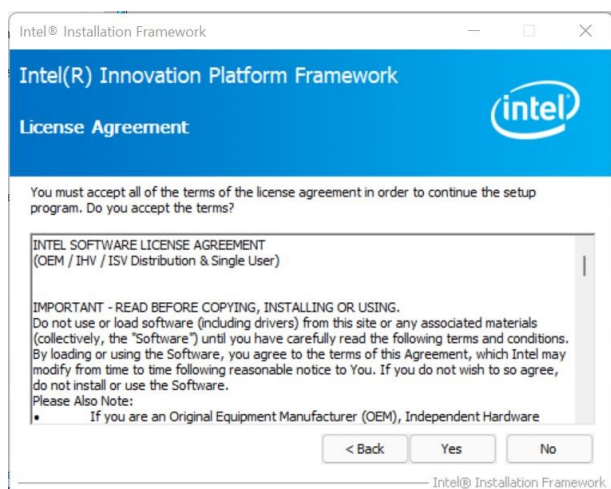 Intel® Installation Framework
Intel(R) Innovation Platform Framework
intel
License Agreement
You must accept all of the terms of the license agreement in order to continue the setup
program. Do you accept the terms?
INTEL SOFTWARE LICENSE AGREEMENT
(OEM / IHV / ISV Distribution & Single User)
IMPORTANT - READ BEFORE COPYING, INSTALLING OR USING.
Do not use or load software (including drivers) from this site or any associated materials
(collectively, the "Software") until you have carefully read the following terms and conditions.
By loading or using the Software, you agree to the terms of this Agreement, which Intel may
modify from time to time following reasonable notice to You. If you do not wish to so agree,
do not install or use the Software.
Please Also Note:
• If you are an Original Equipment Manufacturer (OEM), Independent Hardware
< Back Yes No
Intel® Installation Framework